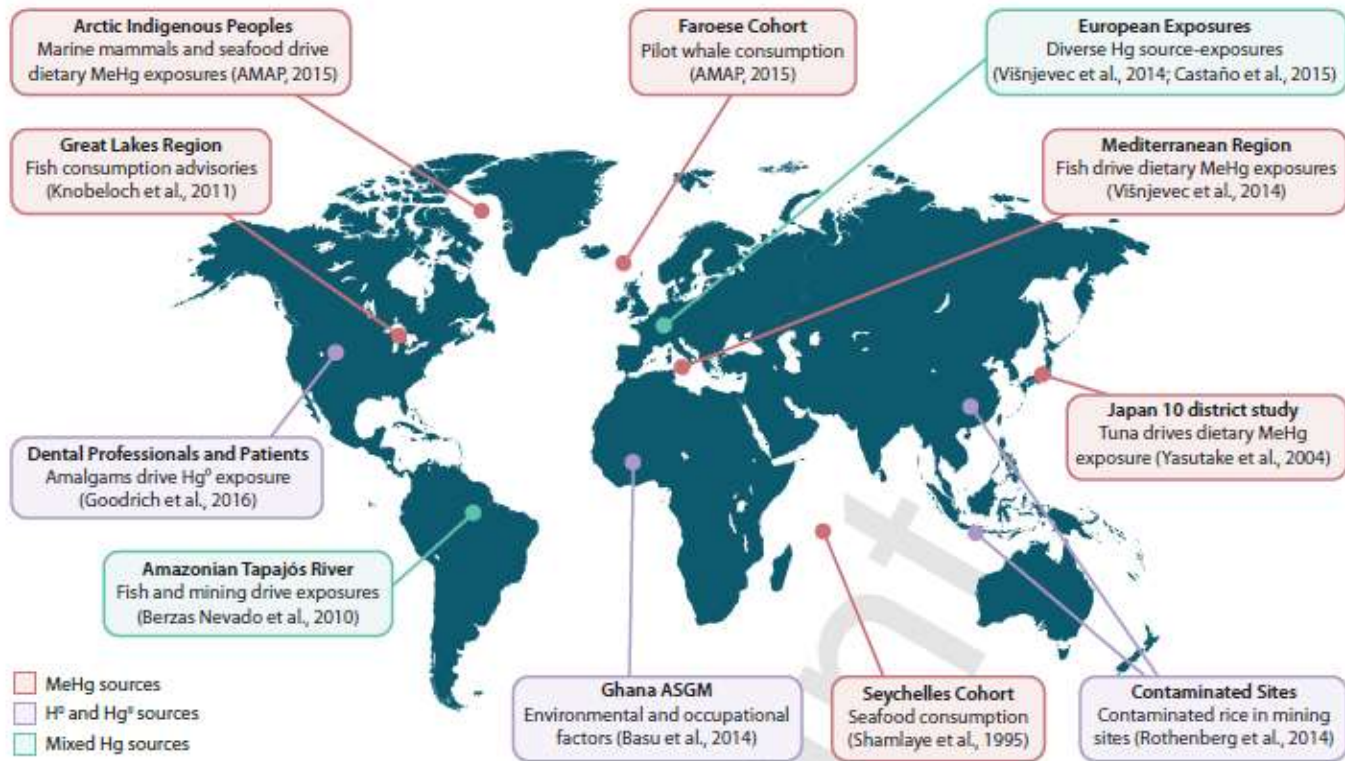 Arctic Indigenous Peoples
Marine mammals and seafood drive
dietary MeHg exposures (AMAP, 2015)
Faroese Cohort
Pilot whale consumption
(AMAP, 2015)
European Exposures
Diverse Hg source-exposures
(Višnjevec et al., 2014; Castaño et al., 2015)
Great Lakes Region
Fish consumption advisories
(Knobeloch et al., 2011)
Mediterranean Region
Fish drive dietary MeHg exposures
(Višnjevec et al., 2014)
Dental Professionals and Patients
Amalgams drive Hg⁰ exposure
(Goodrich et al., 2016)
Japan 10 district study
Tuna drives dietary MeHg
exposure (Yasutake et al., 2004)
Amazonian Tapajós River
Fish and mining drive exposures
(Berzas Nevado et al., 2010)
Ghana ASGM
Environmental and occupational
factors (Basu et al., 2014)
Seychelles Cohort
Seafood consumption
(Shamlaye et al., 1995)
Contaminated Sites
Contaminated rice in mining
sites (Rothenberg et al., 2014)
MeHg sources
H⁰ and Hgᴵᴵ sources
Mixed Hg sources
nt